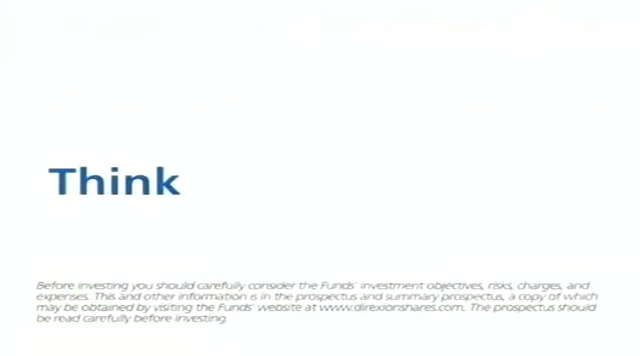 Think
Before investing you should carefully consider the Funds' investment objectives, risks, charges, and
expenses. This and other information is in the prospectus and summary prospectus, a copy of which
may be obtained by visiting the Funds' website at www.direxionshares.com. The prospectus should
be read carefully before investing.